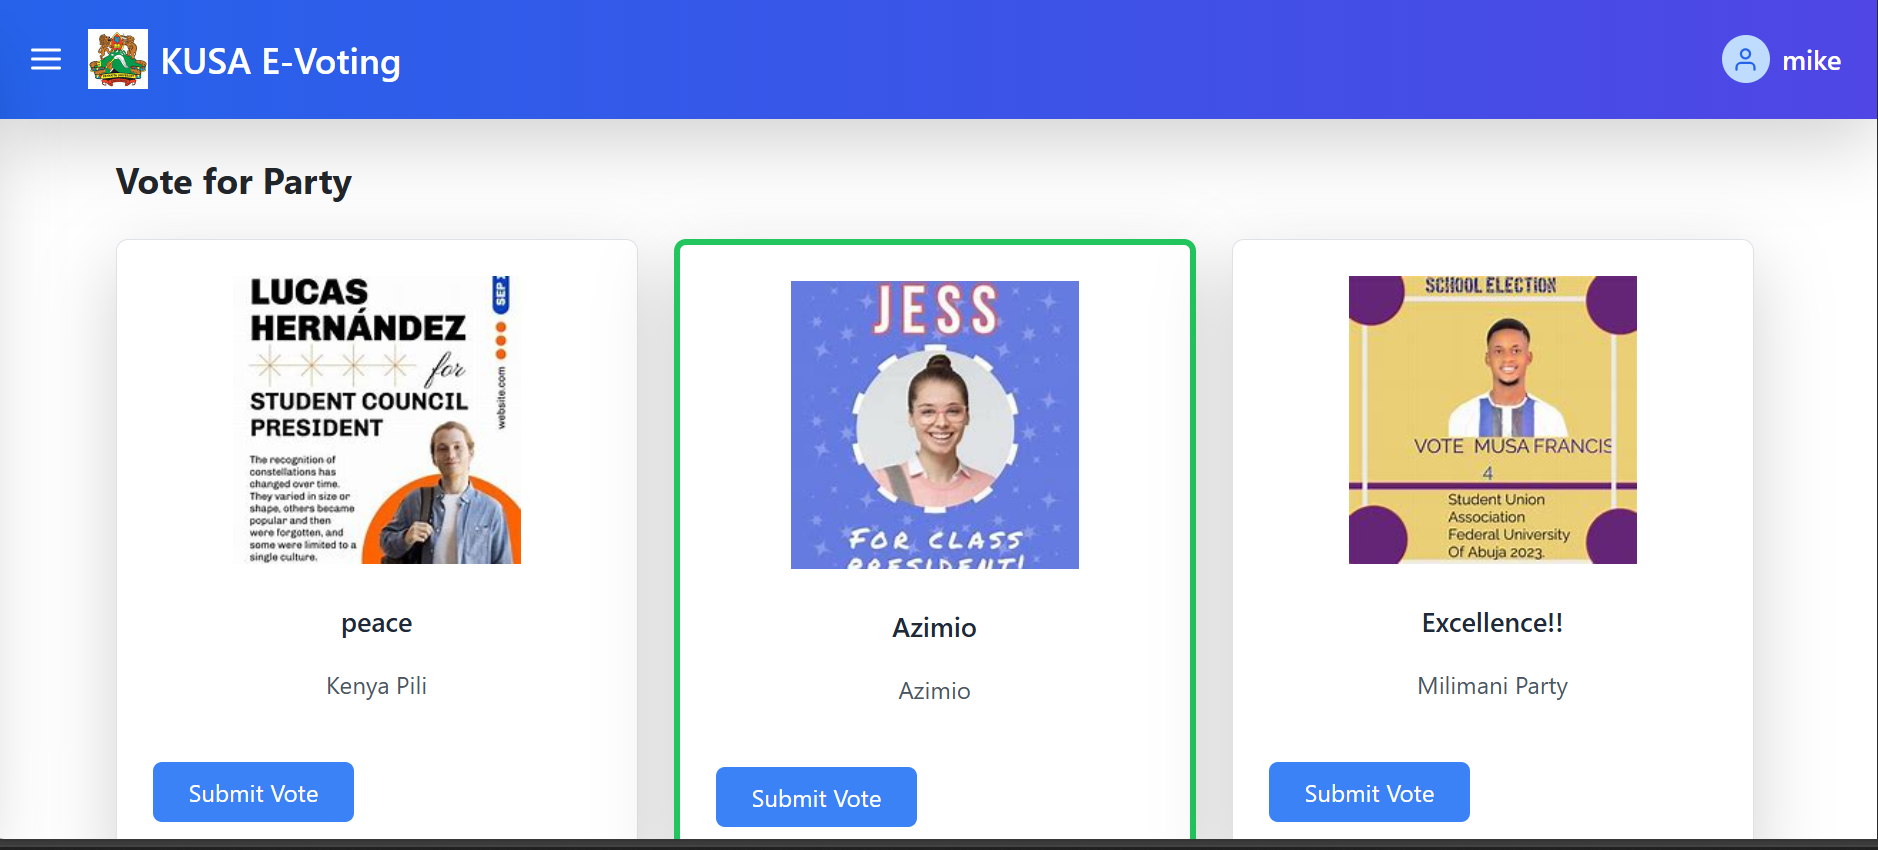 KUSA E-Voting
mike
Vote for Party
LUCAS
HERNÁNDEZ
for
STUDENT COUNCIL
PRESIDENT
The recognition of
constellations has
changed over time.
They varied in size or
shape, others became
popular and then
were forgotten, and
some were limited to a
single culture.
SEP
website.com
peace
Kenya Pili
Submit Vote
JESS
FOR CLASS
PRESIDENT!
Azimio
Azimio
Submit Vote
SCHOOL ELECTION
VOTE MUSA FRANCIS
4
Student Union
Association
Federal University
Of Abuja 2023.
Excellence!!
Milimani Party
Submit Vote